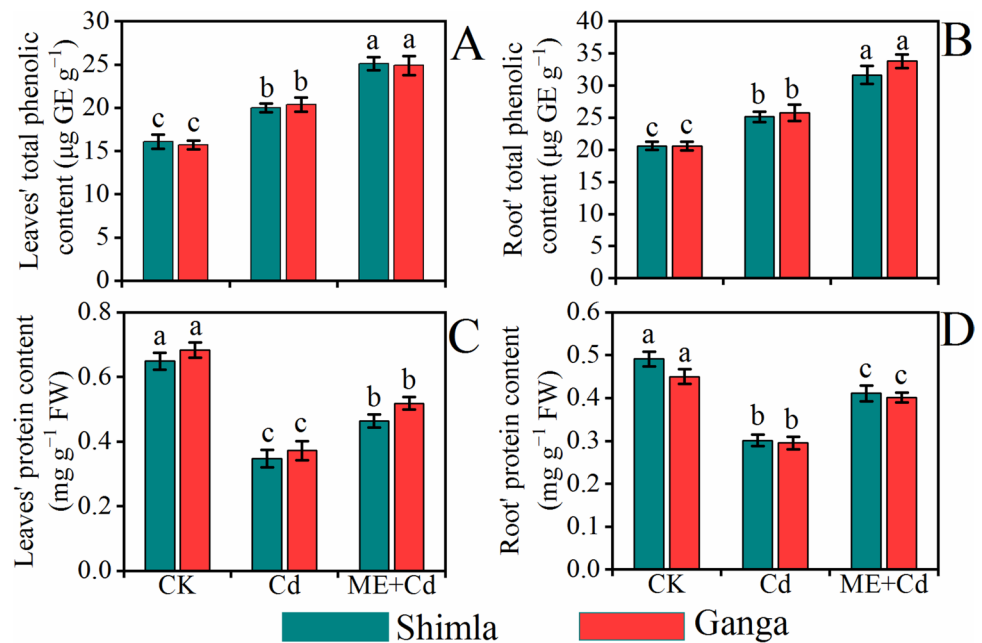 Leaves' total phenolic
content (µg GE g⁻¹)
30
25
20
15
10
5
0
c c b b a a
A
Root' total phenolic
content (µg GE g⁻¹)
40
35
30
25
20
15
10
5
0
c c b b a a
B
Leaves' protein content
(mg g⁻¹ FW)
0.8
0.6
0.4
0.2
0.0
a a c c b b
C
CK Cd ME+Cd
Root' protein content
(mg g⁻¹ FW)
0.6
0.5
0.4
0.3
0.2
0.1
0.0
a a b b c c
D
CK Cd ME+Cd
Shimla Ganga